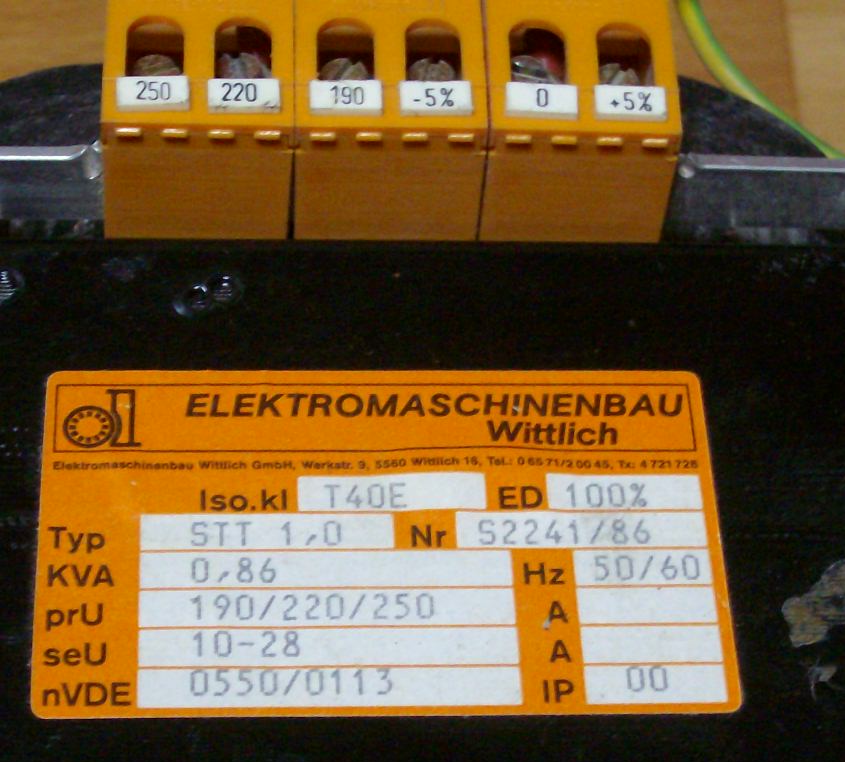 250 220 190 -5% 0 +5%
ELEKTROMASCHINENBAU
Wittlich
Elektromaschinenbau Wittlich GmbH, Werkstr. 9, 5560 Wittlich 16, Tel.: 0 65 71/2 00 45, Tx: 4 721 726
Iso.kl T40E ED 100%
Typ STT 1,0 Nr S2241/86
KVA 0,86 Hz 50/60
prU 190/220/250 A
seU 10-28 A
nVDE 0550/0113 IP 00